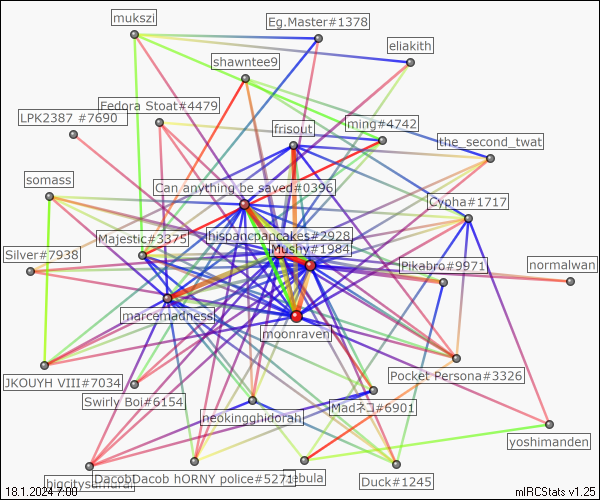 mukszi
Eg.Master#1378
eliakith
shawntee9
Fedora Stoat#4479
LPK2387 #7690
ming#4742
frisout
the_second_twat
somass
Can anything be saved#0396
Cypha#1717
hispancpancakes#2928
Majestic#3375
Mushy#1984
Silver#7938
Pikabro#9971
normalwan
marcemadness
moonraven
JKOUYH VIII#7034
Pocket Persona#3326
Swirly Boi#6154
Madネコ#6901
neokingghidorah
yoshimanden
bigcitysamurai
DacobDacob hORNY police#5271
nebula
Duck#1245
18.1.2024 7:00
mIRCStats v1.25